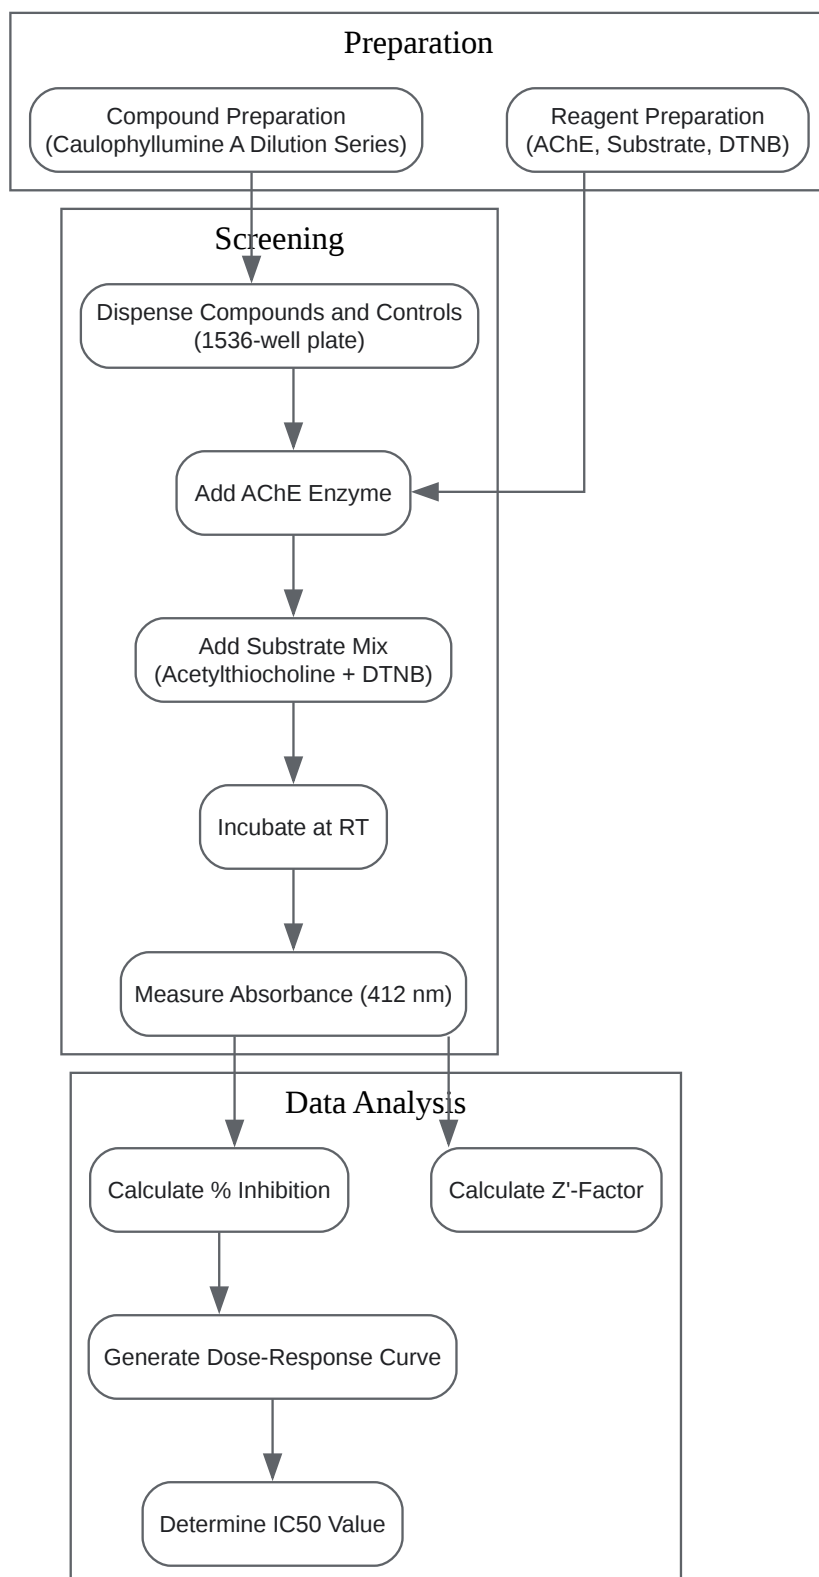 Preparation
Compound Preparation
(Caulophyllumine A Dilution Series)
Reagent Preparation
(AChE, Substrate, DTNB)
Screening
Dispense Compounds and Controls
(1536-well plate)
Add AChE Enzyme
Add Substrate Mix
(Acetylthiocholine + DTNB)
Incubate at RT
Measure Absorbance (412 nm)
Data Analysis
Calculate % Inhibition
Calculate Z'-Factor
Generate Dose-Response Curve
Determine IC50 Value